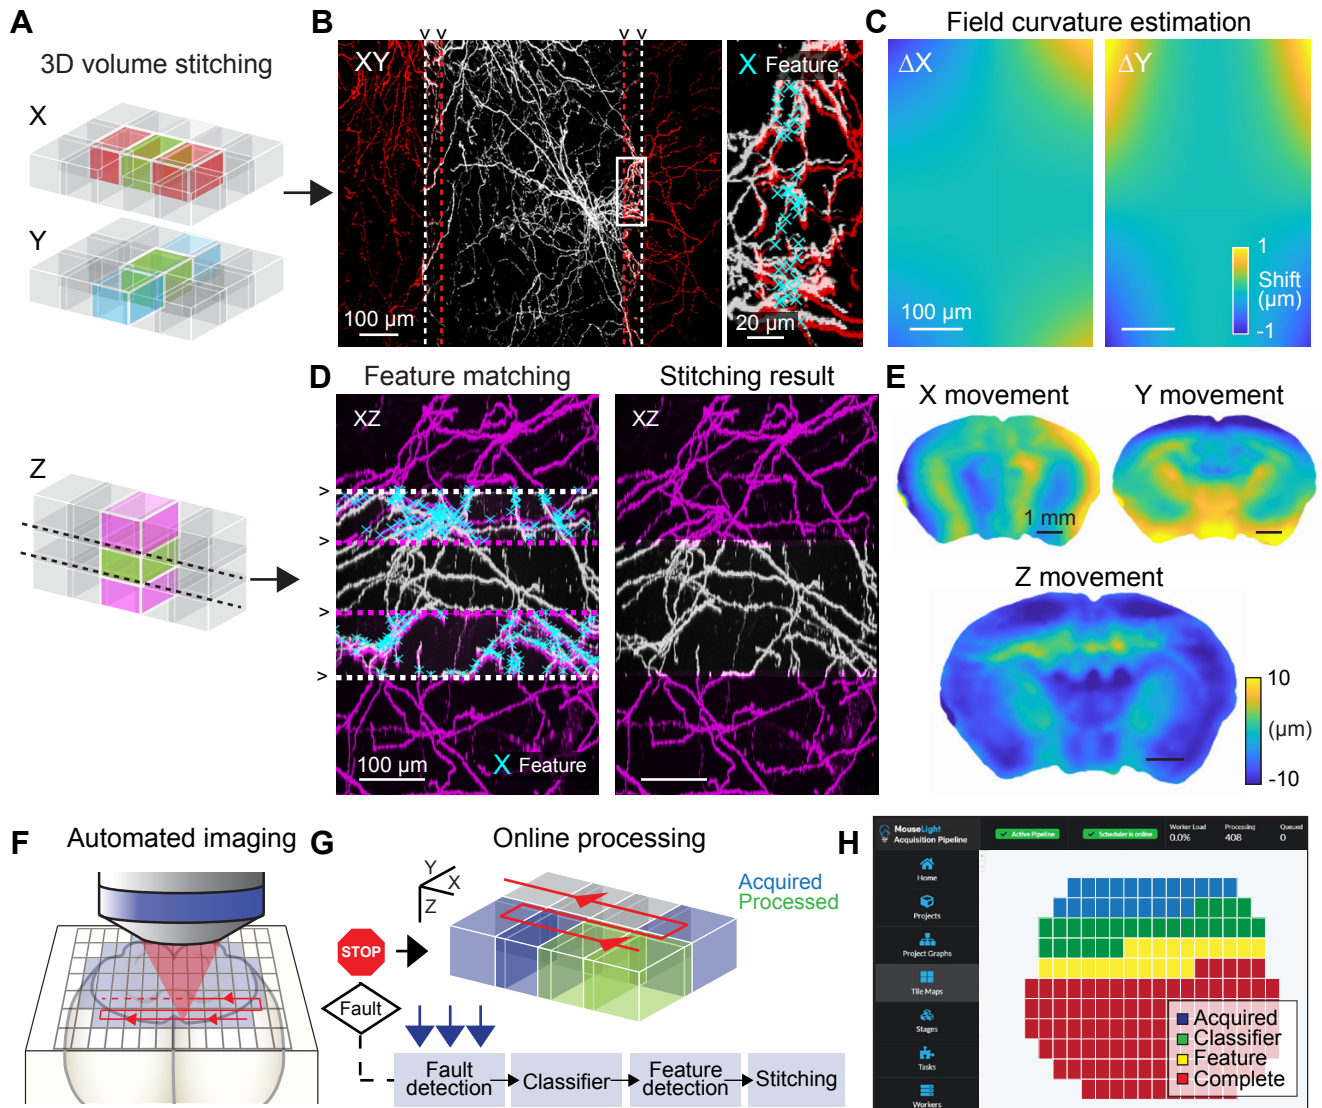 A
3D volume stitching
X
Y
Z
B
XY
100 µm
X Feature
20 µm
C
Field curvature estimation
ΔX
100 µm
ΔY
1
Shift
(µm)
-1
D
Feature matching
XZ
100 µm
X Feature
Stitching result
XZ
E
X movement
1 mm
Y movement
Z movement
10
(µm)
-10
F
Automated imaging
G
Online processing
Y
X
Z
Acquired
Processed
STOP
Fault
Fault
detection
Classifier
Feature
detection
Stitching
H
MouseLight
Acquisition Pipeline
Active Pipeline
Scheduler is online
Worker Load
0.0%
Processing
408
Queued
0
Home
Projects
Project Graphs
Tile Maps
Stages
Tasks
Workers
Acquired
Classifier
Feature
Complete